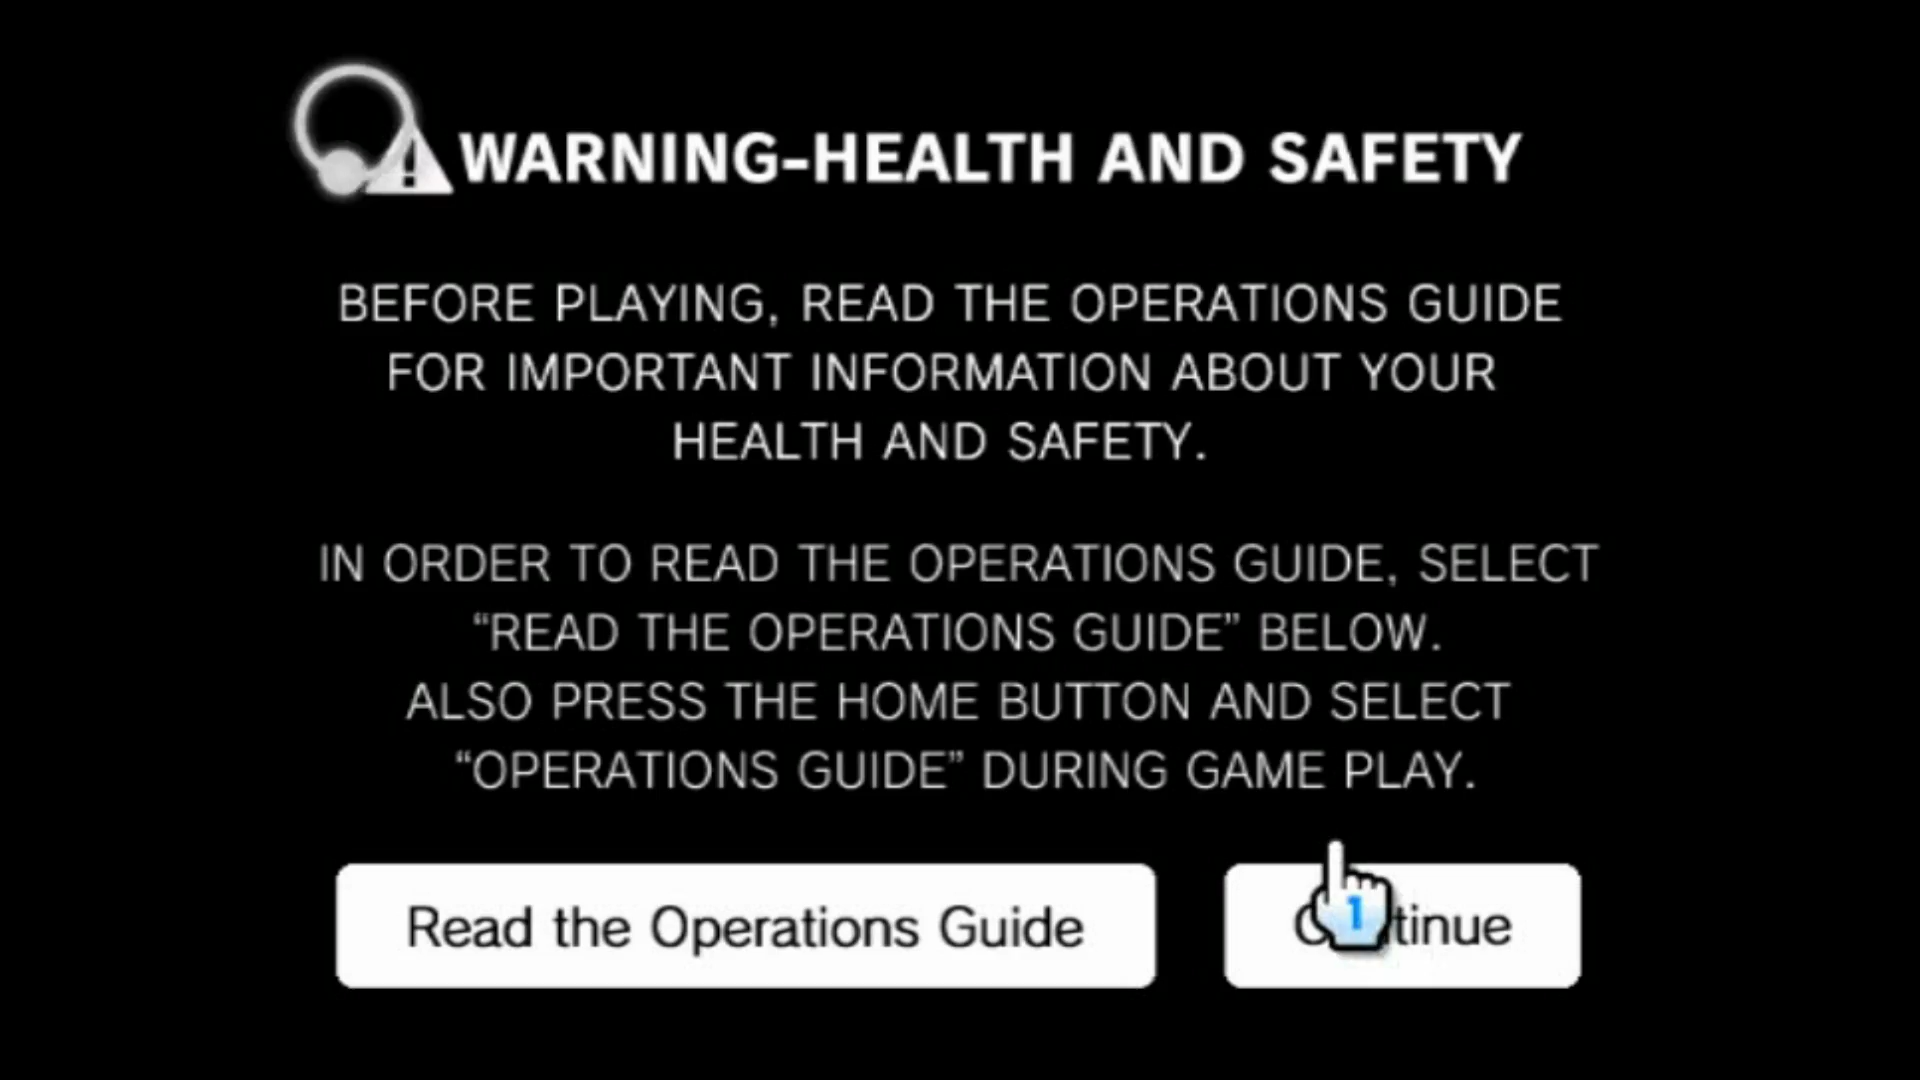 WARNING-HEALTH AND SAFETY
BEFORE PLAYING, READ THE OPERATIONS GUIDE
FOR IMPORTANT INFORMATION ABOUT YOUR
HEALTH AND SAFETY.
IN ORDER TO READ THE OPERATIONS GUIDE, SELECT
“READ THE OPERATIONS GUIDE” BELOW.
ALSO PRESS THE HOME BUTTON AND SELECT
“OPERATIONS GUIDE” DURING GAME PLAY.
Read the Operations Guide
Continue
1